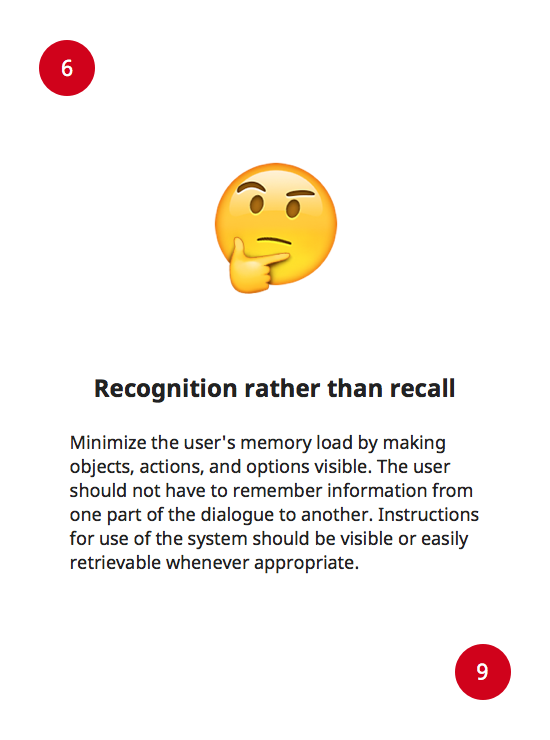 6
Recognition rather than recall
Minimize the user's memory load by making
objects, actions, and options visible. The user
should not have to remember information from
one part of the dialogue to another. Instructions
for use of the system should be visible or easily
retrievable whenever appropriate.
9